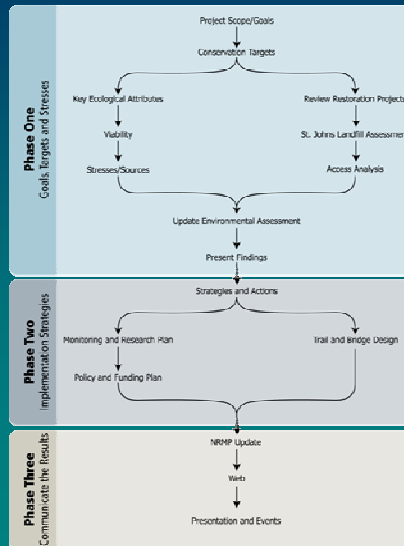 Phase One
Goals, Targets and Stresses
Project Scope/Goals
Conservation Targets
Key Ecological Attributes
Review Restoration Projects
Viability
St. Johns Landfill Assessment
Stresses/Sources
Access Analysis
Update Environmental Assessment
Present Findings
Phase Two
Implementation Strategies
Strategies and Actions
Monitoring and Research Plan
Trail and Bridge Design
Policy and Funding Plan
Phase Three
Communicate the Results
NRMP Update
Web
Presentation and Events